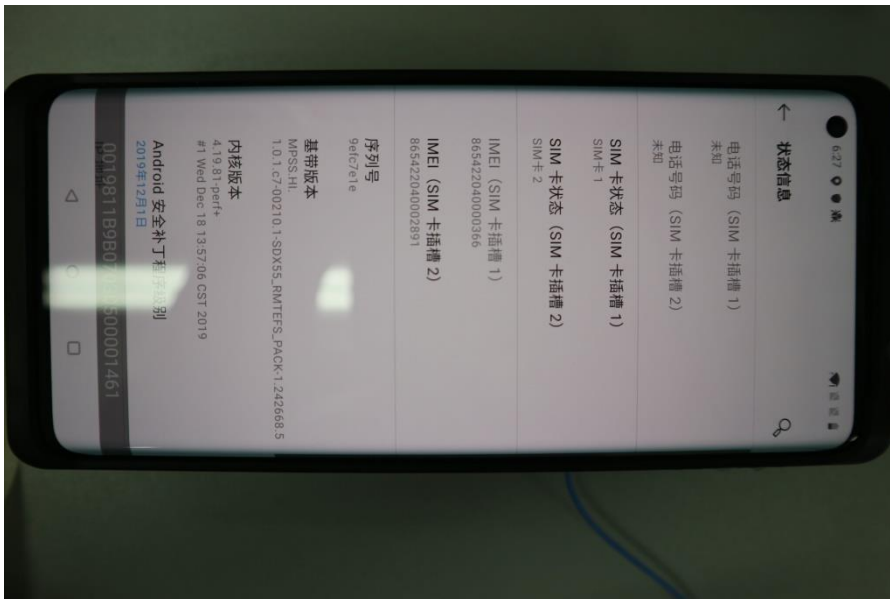 6:27
状态信息
电话号码（SIM 卡插槽 1）
未知
电话号码（SIM 卡插槽 2）
未知
SIM 卡状态（SIM 卡插槽 1）
SIM卡 1
SIM 卡状态（SIM 卡插槽 2）
SIM卡 2
IMEI（SIM 卡插槽 1）
865422040000366
IMEI（SIM 卡插槽 2）
865422040002891
序列号
9efc7e1e
基带版本
MPSS.HI.
1.0.1.c7-00210.1-SDX55_RMTEFS_PACK-1.242668.5
内核版本
4.19.81-perf+
#1 Wed Dec 18 13:57:06 CST 2019
Android 安全补丁程序级别
2019年12月1日